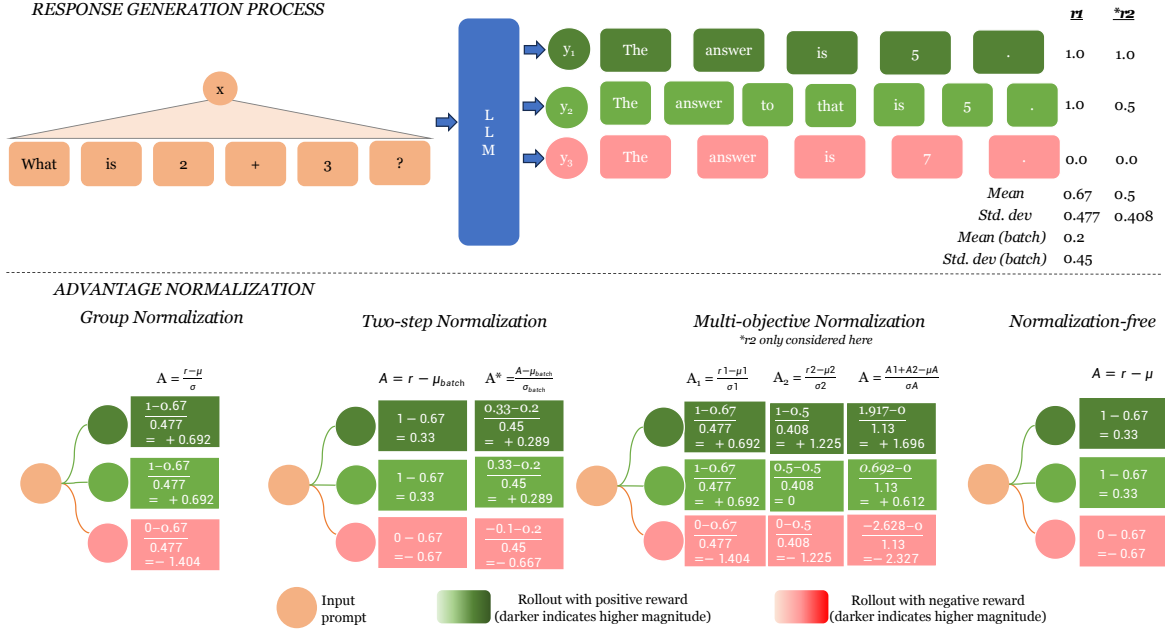 RESPONSE GENERATION PROCESS
r1 *r2
x
What is 2 + 3 ?
L
L
M
y1 The answer is 5 . 1.0 1.0
y2 The answer to that is 5 . 1.0 0.5
y3 The answer is 7 . 0.0 0.0
Mean 0.67 0.5
Std. dev 0.477 0.408
Mean (batch) 0.2
Std. dev (batch) 0.45
ADVANTAGE NORMALIZATION
Group Normalization
A = r−μ
σ
1−0.67
0.477
= + 0.692
1−0.67
0.477
= + 0.692
0−0.67
0.477
=− 1.404
Two-step Normalization
A = r − μbatch
A* = A−μbatch
σbatch
1 − 0.67
= 0.33
0.33−0.2
0.45
= + 0.289
1 − 0.67
= 0.33
0.33−0.2
0.45
= + 0.289
0 − 0.67
=− 0.67
−0.1−0.2
0.45
=− 0.667
Multi-objective Normalization
*r2 only considered here
A1 = r1−μ1
σ1
A2 = r2−μ2
σ2
A = A1+A2−μA
σA
1−0.67
0.477
= + 0.692
1−0.5
0.408
= + 1.225
1.917−0
1.13
= + 1.696
1−0.67
0.477
= + 0.692
0.5−0.5
0.408
= 0
0.692−0
1.13
= + 0.612
0−0.67
0.477
=− 1.404
0−0.5
0.408
=− 1.225
−2.628−0
1.13
=− 2.327
Normalization-free
A = r − μ
1 − 0.67
= 0.33
1 − 0.67
= 0.33
0 − 0.67
=−0.67
Input
prompt
Rollout with positive reward
(darker indicates higher magnitude)
Rollout with negative reward
(darker indicates higher magnitude)